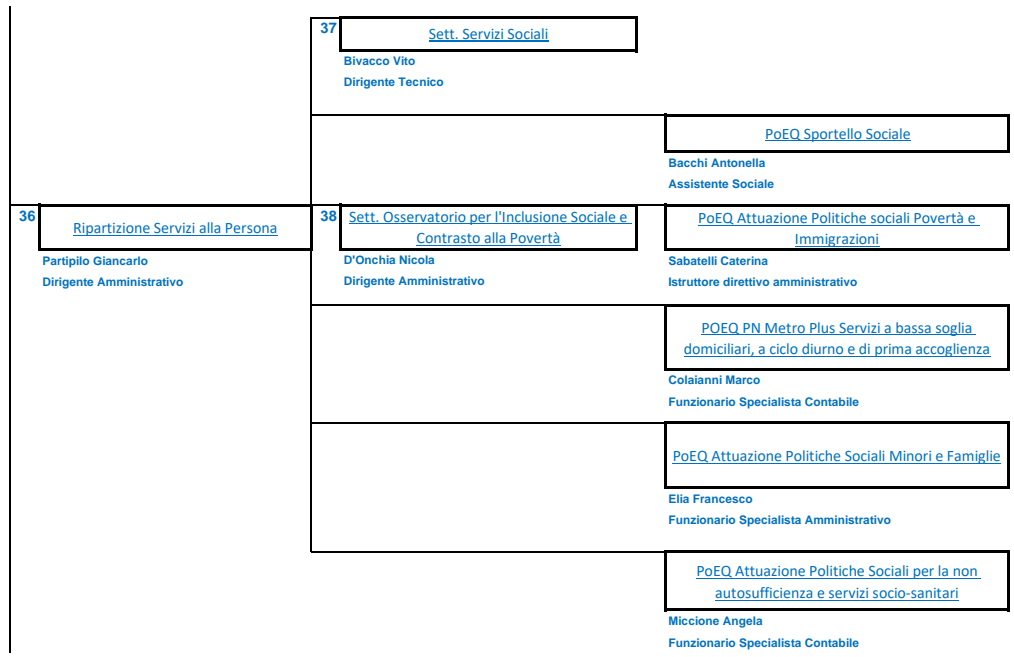 37
Sett. Servizi Sociali
Bivacco Vito
Dirigente Tecnico
PoEQ Sportello Sociale
Bacchi Antonella
Assistente Sociale
36
Ripartizione Servizi alla Persona
Partipilo Giancarlo
Dirigente Amministrativo
38
Sett. Osservatorio per l'Inclusione Sociale e
Contrasto alla Povertà
D'Onchia Nicola
Dirigente Amministrativo
PoEQ Attuazione Politiche sociali Povertà e
Immigrazioni
Sabatelli Caterina
Istruttore direttivo amministrativo
POEQ PN Metro Plus Servizi a bassa soglia
domiciliari, a ciclo diurno e di prima accoglienza
Colaianni Marco
Funzionario Specialista Contabile
PoEQ Attuazione Politiche Sociali Minori e Famiglie
Elia Francesco
Funzionario Specialista Amministrativo
PoEQ Attuazione Politiche Sociali per la non
autosufficienza e servizi socio-sanitari
Miccione Angela
Funzionario Specialista Contabile